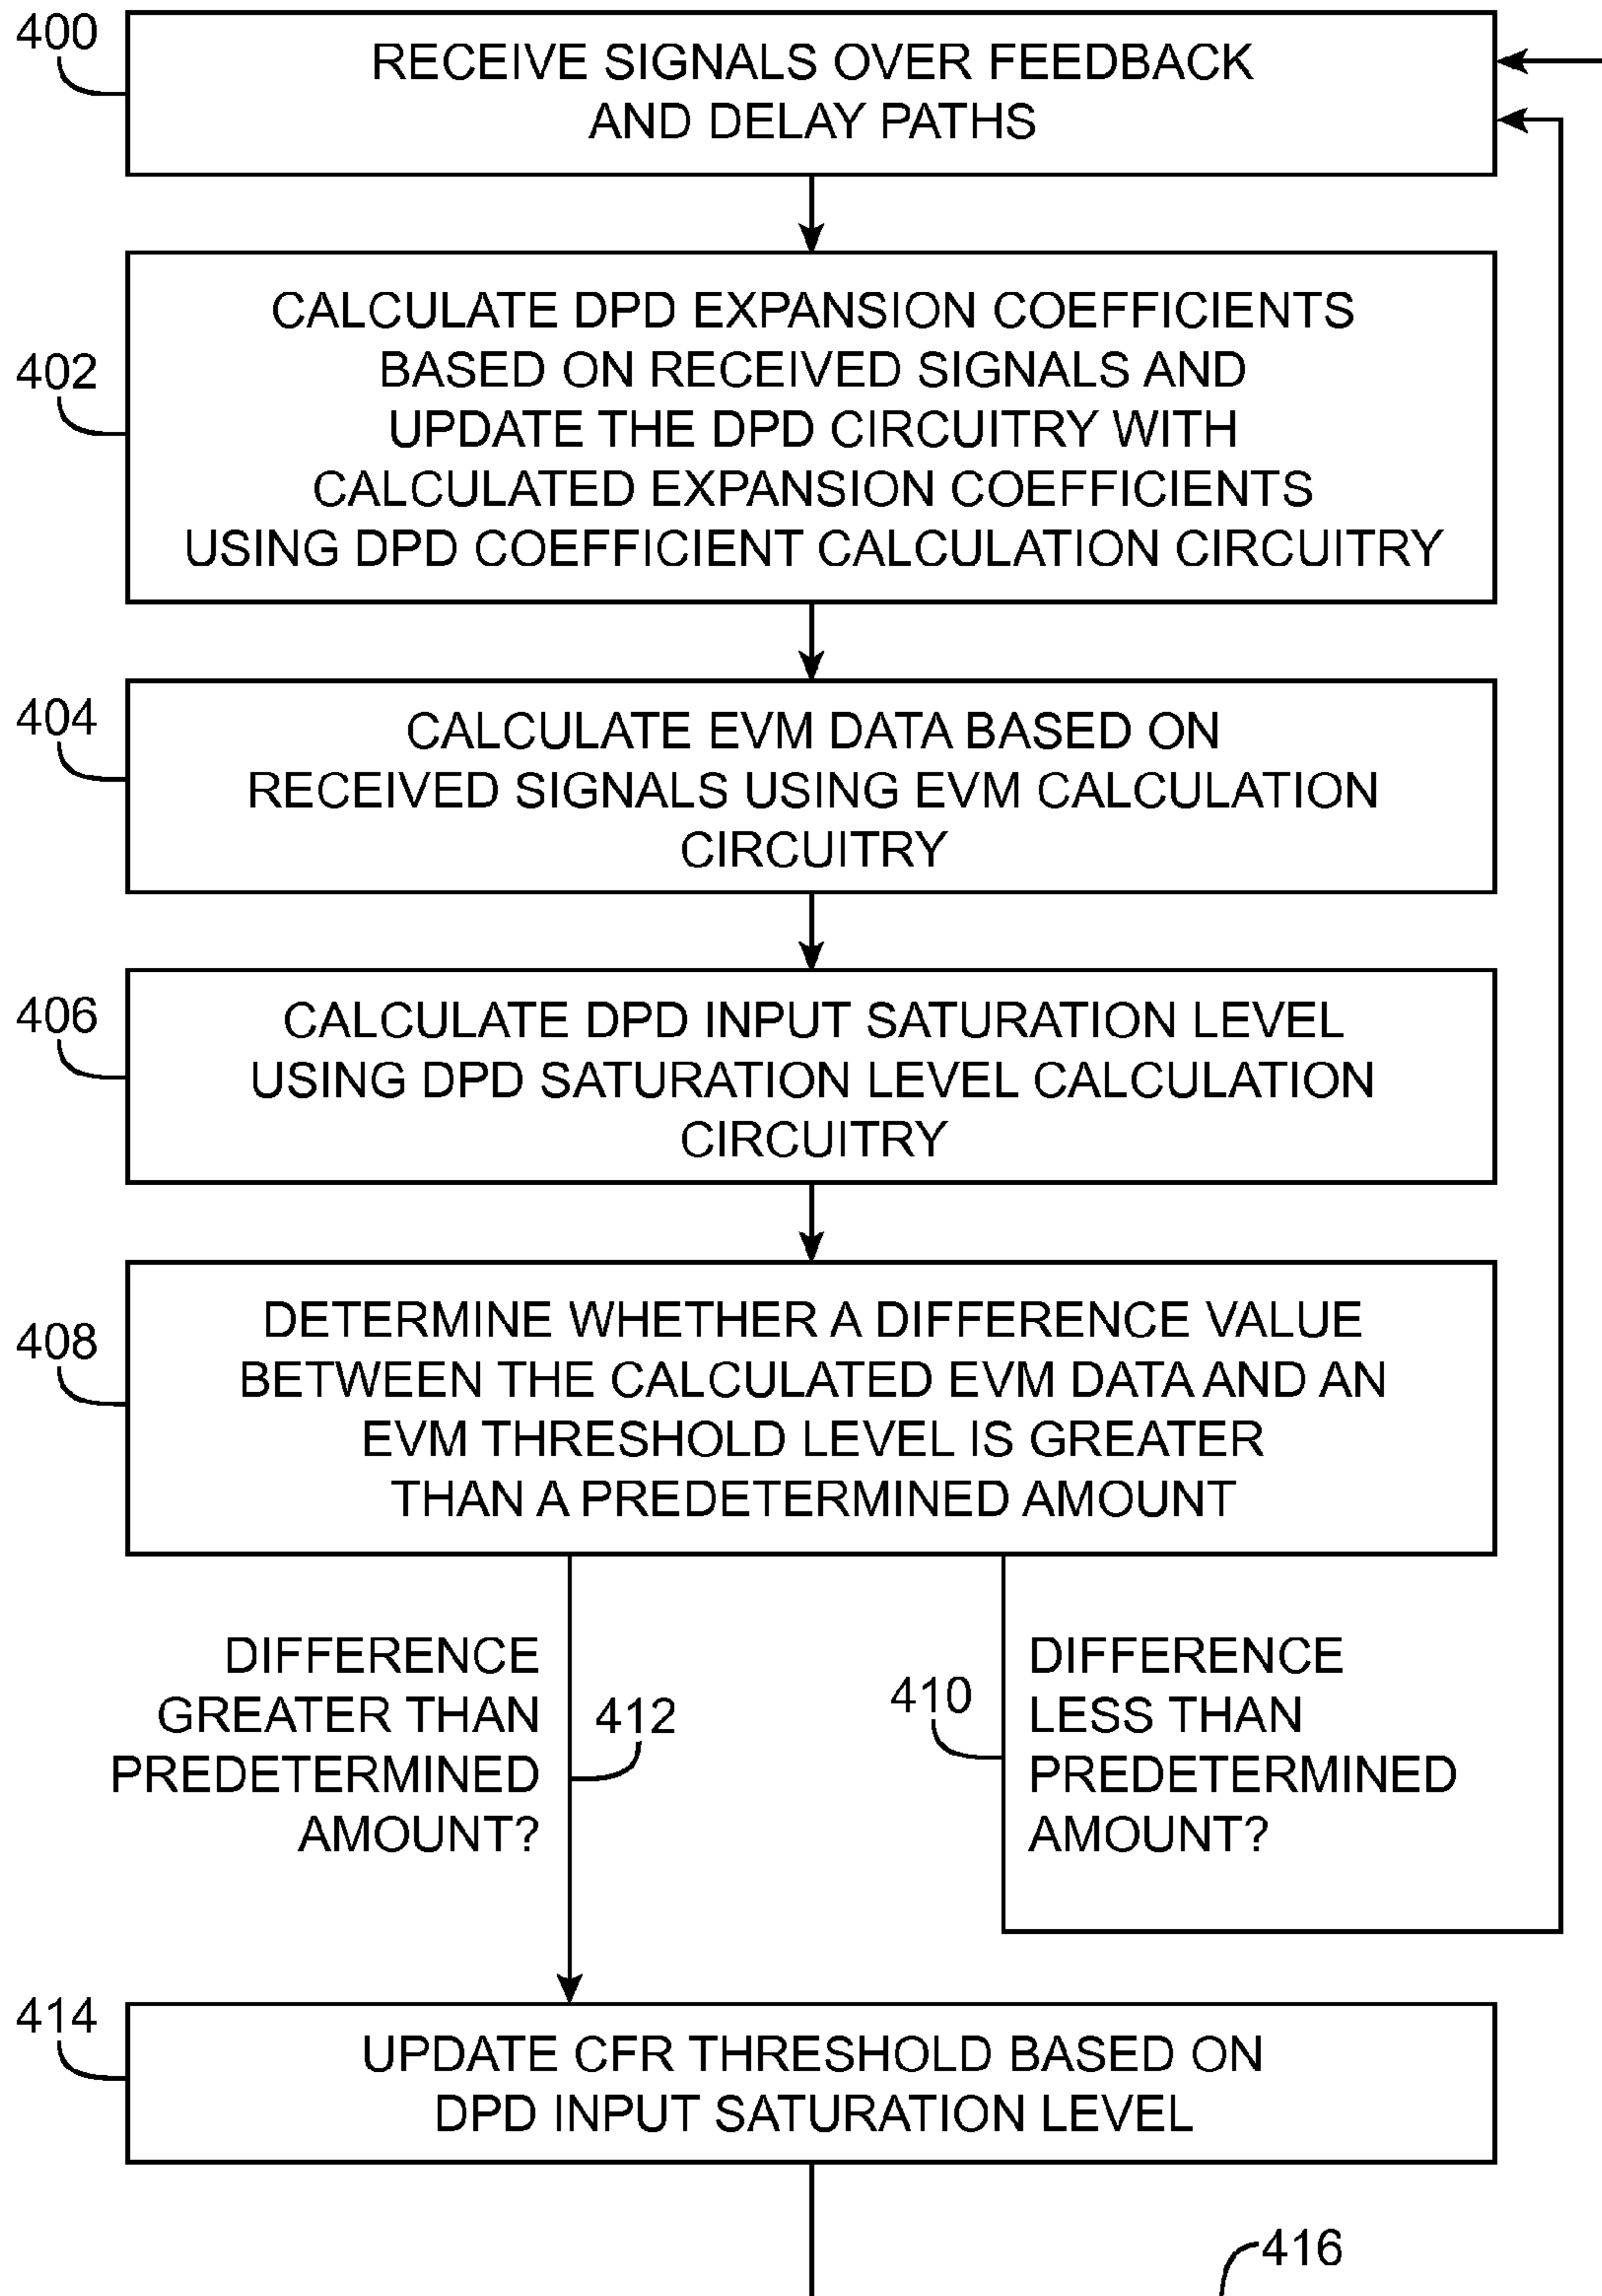 400
RECEIVE SIGNALS OVER FEEDBACK
AND DELAY PATHS
402
CALCULATE DPD EXPANSION COEFFICIENTS
BASED ON RECEIVED SIGNALS AND
UPDATE THE DPD CIRCUITRY WITH
CALCULATED EXPANSION COEFFICIENTS
USING DPD COEFFICIENT CALCULATION CIRCUITRY
404
CALCULATE EVM DATA BASED ON
RECEIVED SIGNALS USING EVM CALCULATION
CIRCUITRY
406
CALCULATE DPD INPUT SATURATION LEVEL
USING DPD SATURATION LEVEL CALCULATION
CIRCUITRY
408
DETERMINE WHETHER A DIFFERENCE VALUE
BETWEEN THE CALCULATED EVM DATA AND AN
EVM THRESHOLD LEVEL IS GREATER
THAN A PREDETERMINED AMOUNT
DIFFERENCE
GREATER THAN
PREDETERMINED
AMOUNT?
412
410
DIFFERENCE
LESS THAN
PREDETERMINED
AMOUNT?
414
UPDATE CFR THRESHOLD BASED ON
DPD INPUT SATURATION LEVEL
416